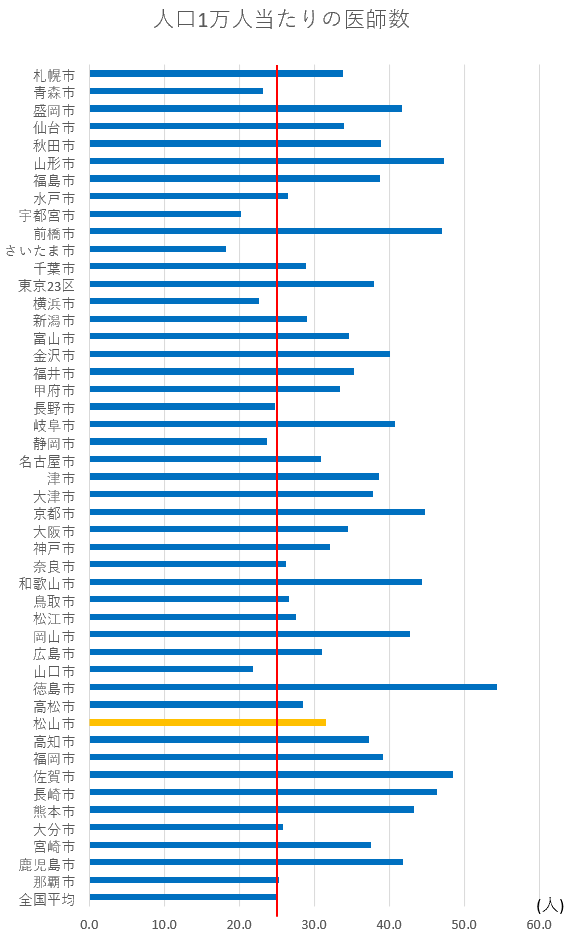 人口1万人当たりの医師数
札幌市
青森市
盛岡市
仙台市
秋田市
山形市
福島市
水戸市
宇都宮市
前橋市
さいたま市
千葉市
東京23区
横浜市
新潟市
富山市
金沢市
福井市
甲府市
長野市
岐阜市
静岡市
名古屋市
津市
大津市
京都市
大阪市
神戸市
奈良市
和歌山市
鳥取市
松江市
岡山市
広島市
山口市
徳島市
高松市
松山市
高知市
福岡市
佐賀市
長崎市
熊本市
大分市
宮崎市
鹿児島市
那覇市
全国平均
(人)
0.0 10.0 20.0 30.0 40.0 50.0 60.0